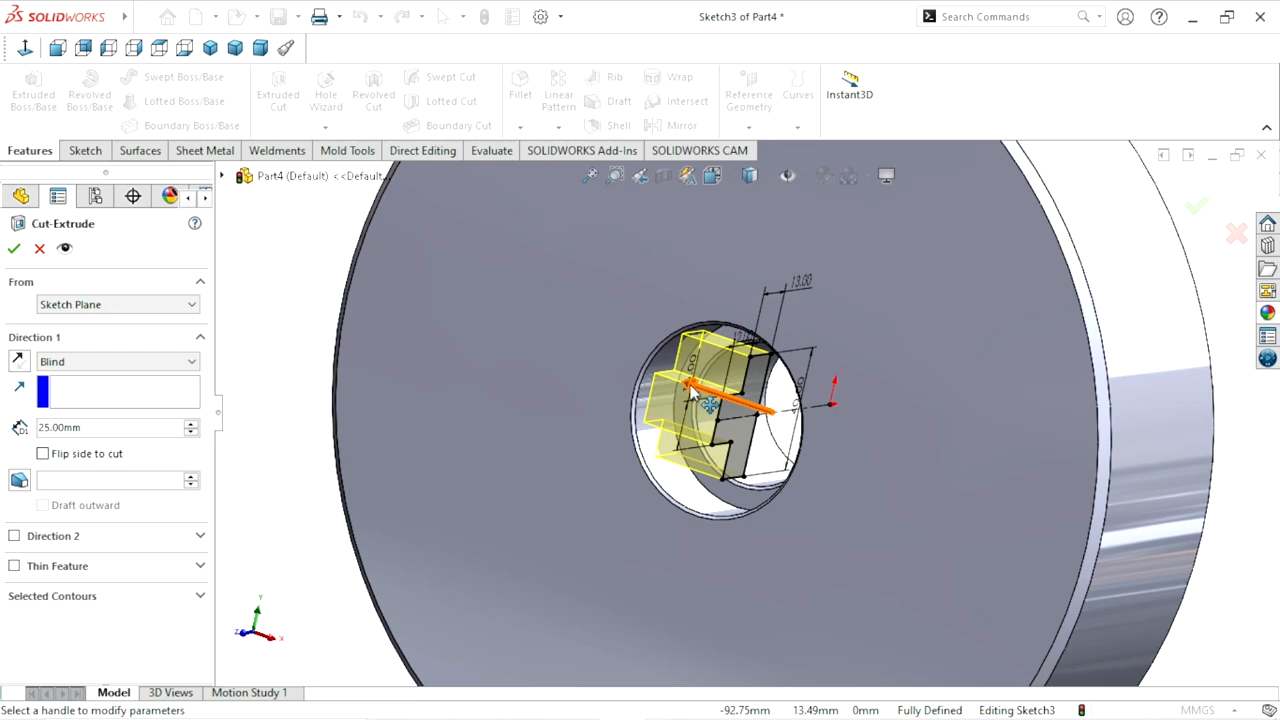 SOLIDWORKS
Sketch3 of Part4 *
Search Commands
Extruded Boss/Base
Revolved Boss/Base
Swept Boss/Base
Lofted Boss/Base
Boundary Boss/Base
Extruded Cut
Hole Wizard
Revolved Cut
Swept Cut
Lofted Cut
Boundary Cut
Fillet
Linear Pattern
Rib
Draft
Shell
Wrap
Intersect
Mirror
Reference Geometry
Curves
Instant3D
Features
Sketch
Surfaces
Sheet Metal
Weldments
Mold Tools
Direct Editing
Evaluate
SOLIDWORKS Add-Ins
SOLIDWORKS CAM
Part4 (Default) <<Default...
Cut-Extrude
From
Sketch Plane
Direction 1
Blind
25.00mm
Flip side to cut
Draft outward
Direction 2
Thin Feature
Selected Contours
13.00
Y
Z
X
Model
3D Views
Motion Study 1
Select a handle to modify parameters
-92.75mm
13.49mm
0mm
Fully Defined
Editing Sketch3
MMGS